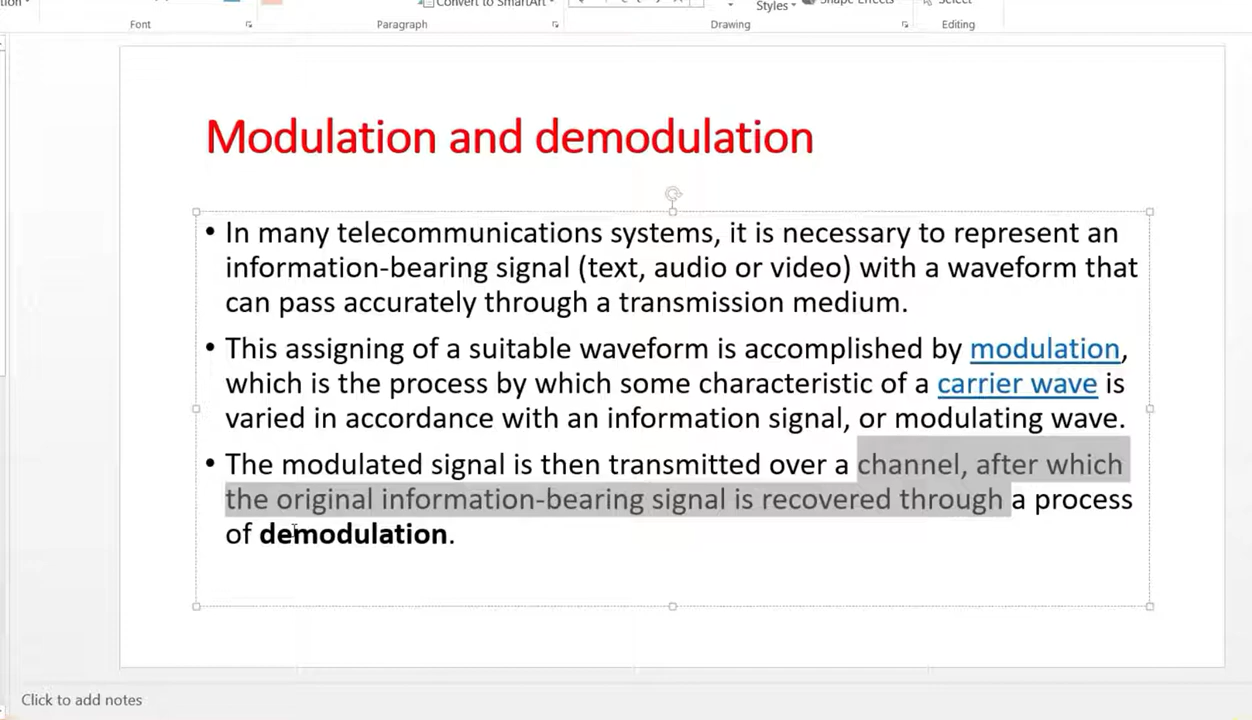 Convert to SmartArt
Styles
Shape Effects
Select
Font
Paragraph
Drawing
Editing
Modulation and demodulation
• In many telecommunications systems, it is necessary to represent an
information-bearing signal (text, audio or video) with a waveform that
can pass accurately through a transmission medium.
• This assigning of a suitable waveform is accomplished by modulation,
which is the process by which some characteristic of a carrier wave is
varied in accordance with an information signal, or modulating wave.
• The modulated signal is then transmitted over a channel, after which
the original information-bearing signal is recovered through a process
of demodulation.
Click to add notes